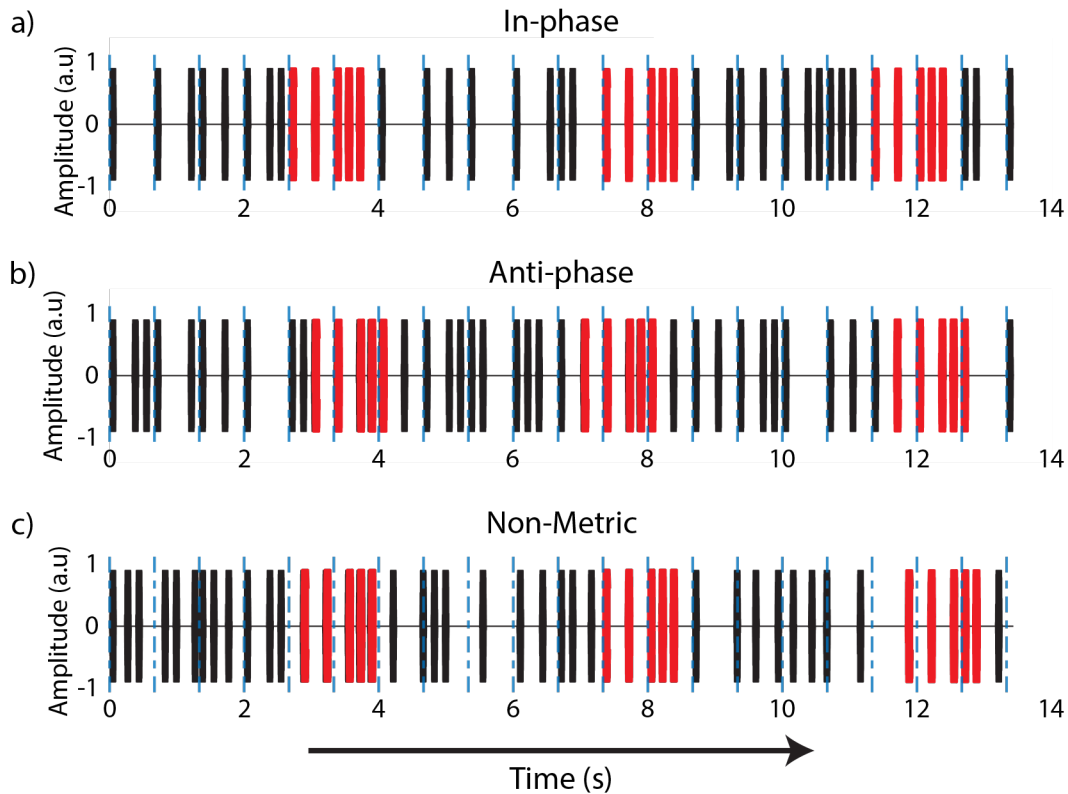 a)
In-phase
Amplitude (a.u)
1
0
-1
0 2 4 6 8 10 12 14
b)
Anti-phase
Amplitude (a.u)
1
0
-1
0 2 4 6 8 10 12 14
c)
Non-Metric
Amplitude (a.u)
1
0
-1
0 2 4 6 8 10 12 14
Time (s)